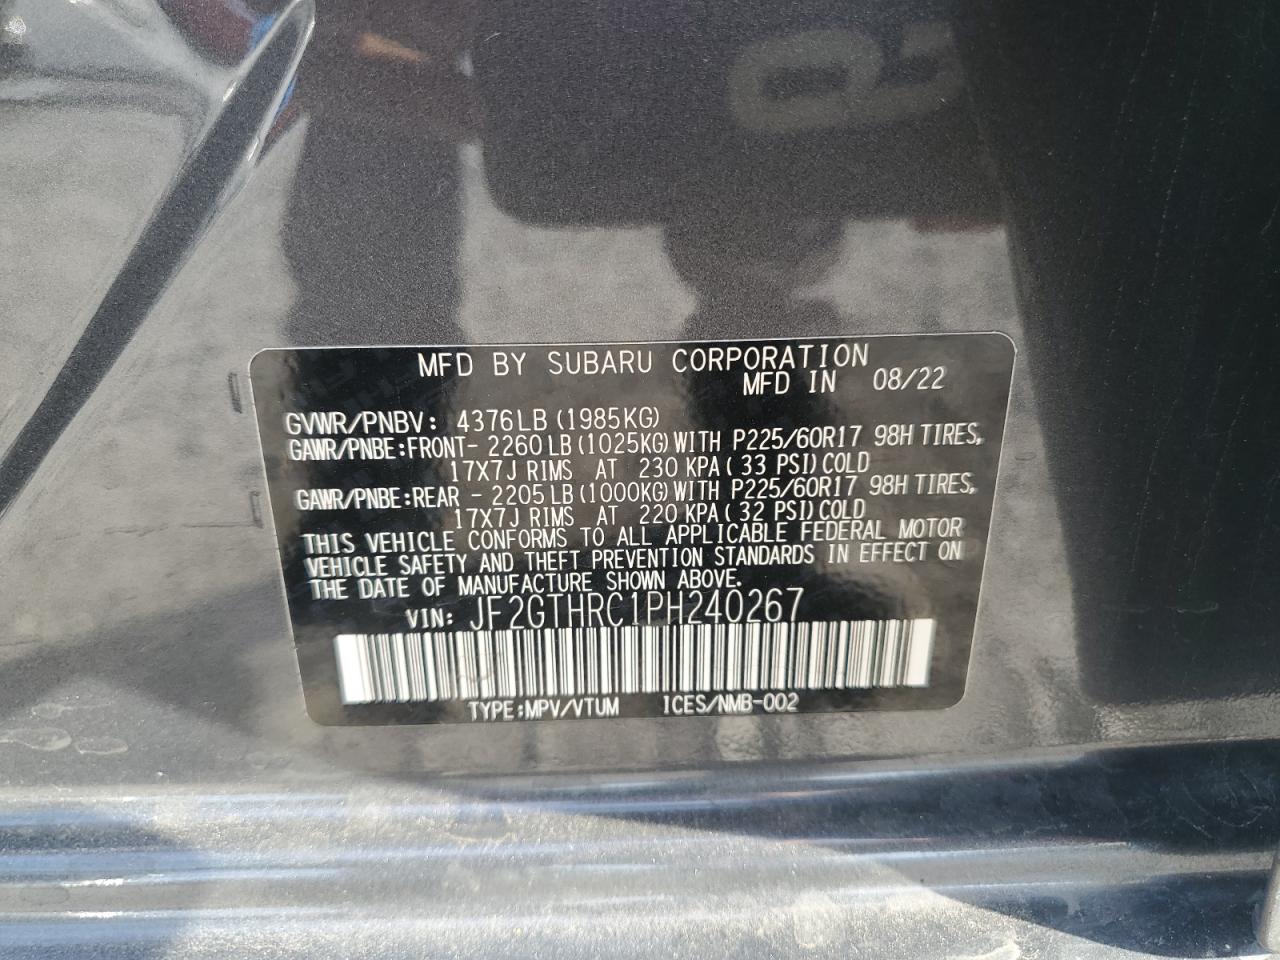 MFD BY SUBARU CORPORATION
MFD IN 08/22
GVWR/PNBV: 4376LB (1985KG)
GAWR/PNBE:FRONT- 2260LB (1025KG) WITH P225/60R17 98H TIRES,
17X7J RIMS AT 230 KPA ( 33 PSI) COLD
GAWR/PNBE:REAR - 2205LB (1000KG) WITH P225/60R17 98H TIRES,
17X7J RIMS AT 220 KPA ( 32 PSI) COLD
THIS VEHICLE CONFORMS TO ALL APPLICABLE FEDERAL MOTOR
VEHICLE SAFETY AND THEFT PREVENTION STANDARDS IN EFFECT ON
THE DATE OF MANUFACTURE SHOWN ABOVE.
VIN: JF2GTHRC1PH240267
TYPE:MPV/VTUM ICES/NMB-002